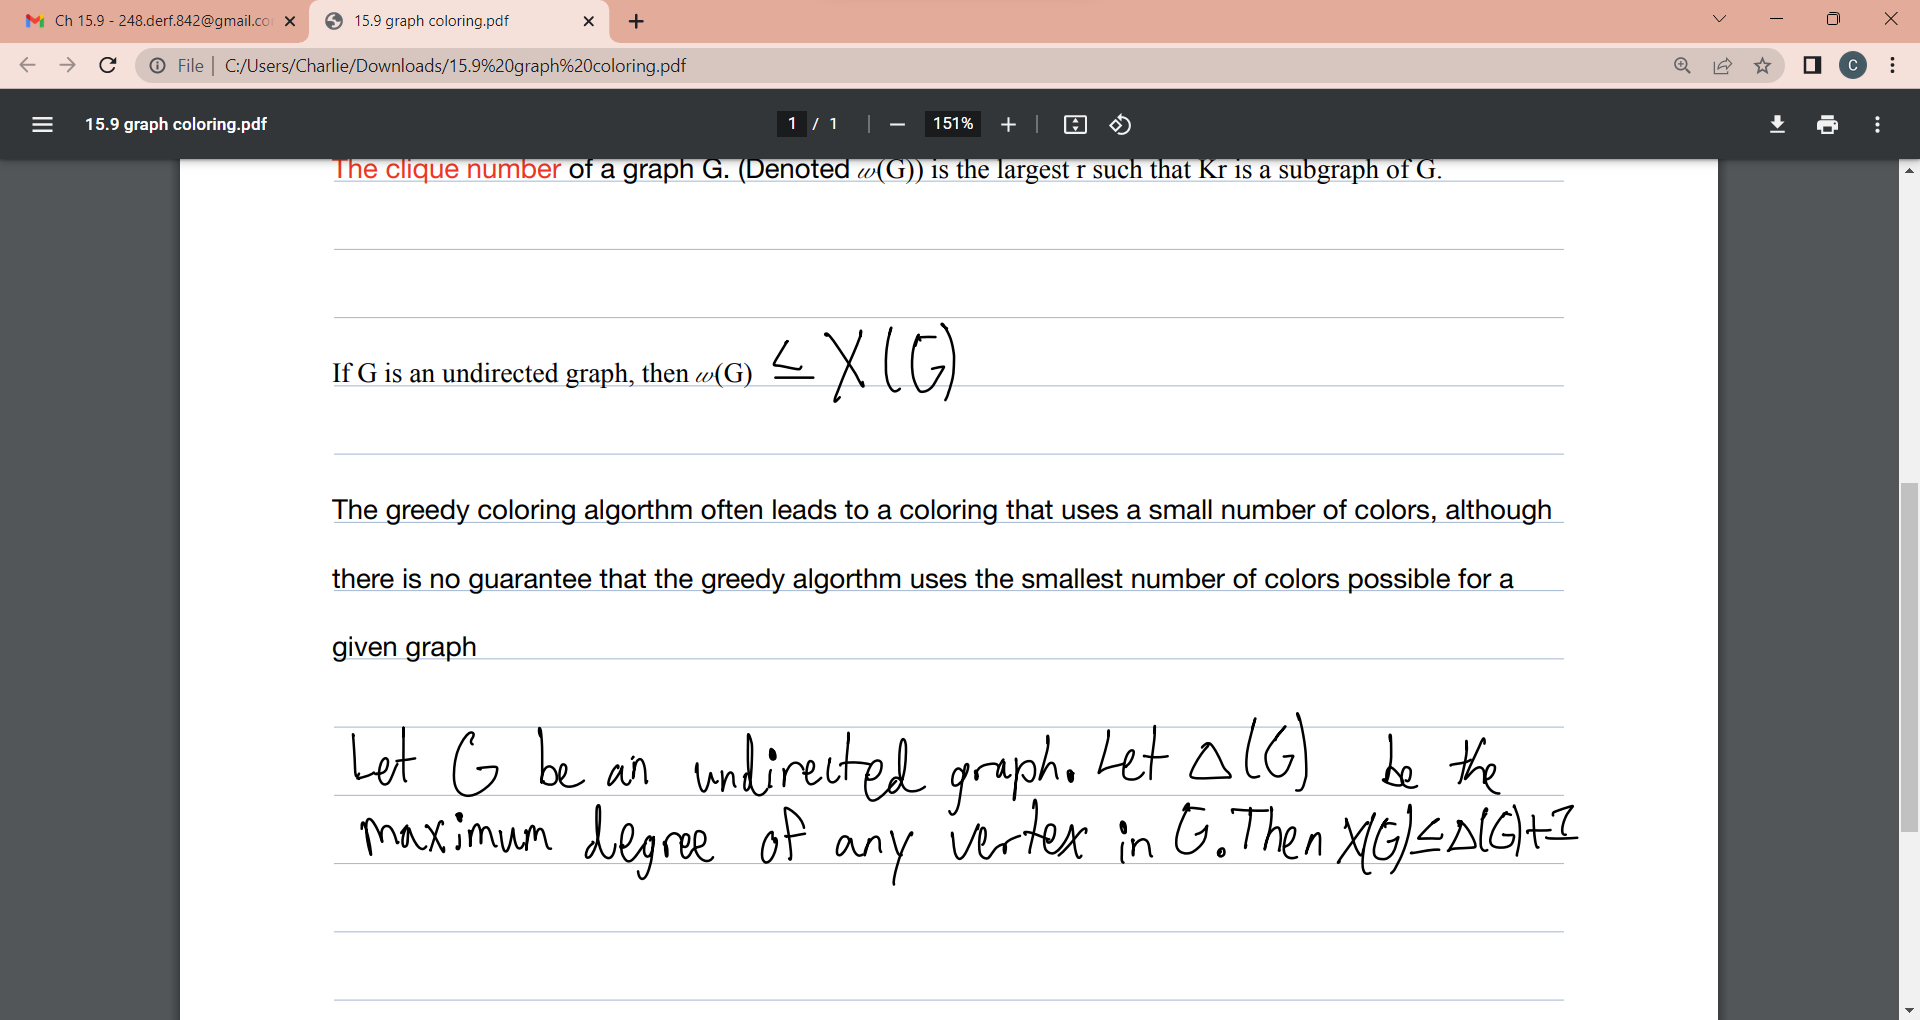 Ch 15.9 - 248.derf.842@gmail.co
15.9 graph coloring.pdf
File | C:/Users/Charlie/Downloads/15.9%20graph%20coloring.pdf
C
15.9 graph coloring.pdf
1 / 1 | − 151% + |
The clique number of a graph G. (Denoted w(G)) is the largest r such that Kr is a subgraph of G.
If G is an undirected graph, then w(G) ≤ X(G)
The greedy coloring algorthm often leads to a coloring that uses a small number of colors, although
there is no guarantee that the greedy algorthm uses the smallest number of colors possible for a
given graph
Let G be an undirected graph. Let Δ(G) be the
maximum degree of any vertex in G. Then X(G)≤Δ(G)+1